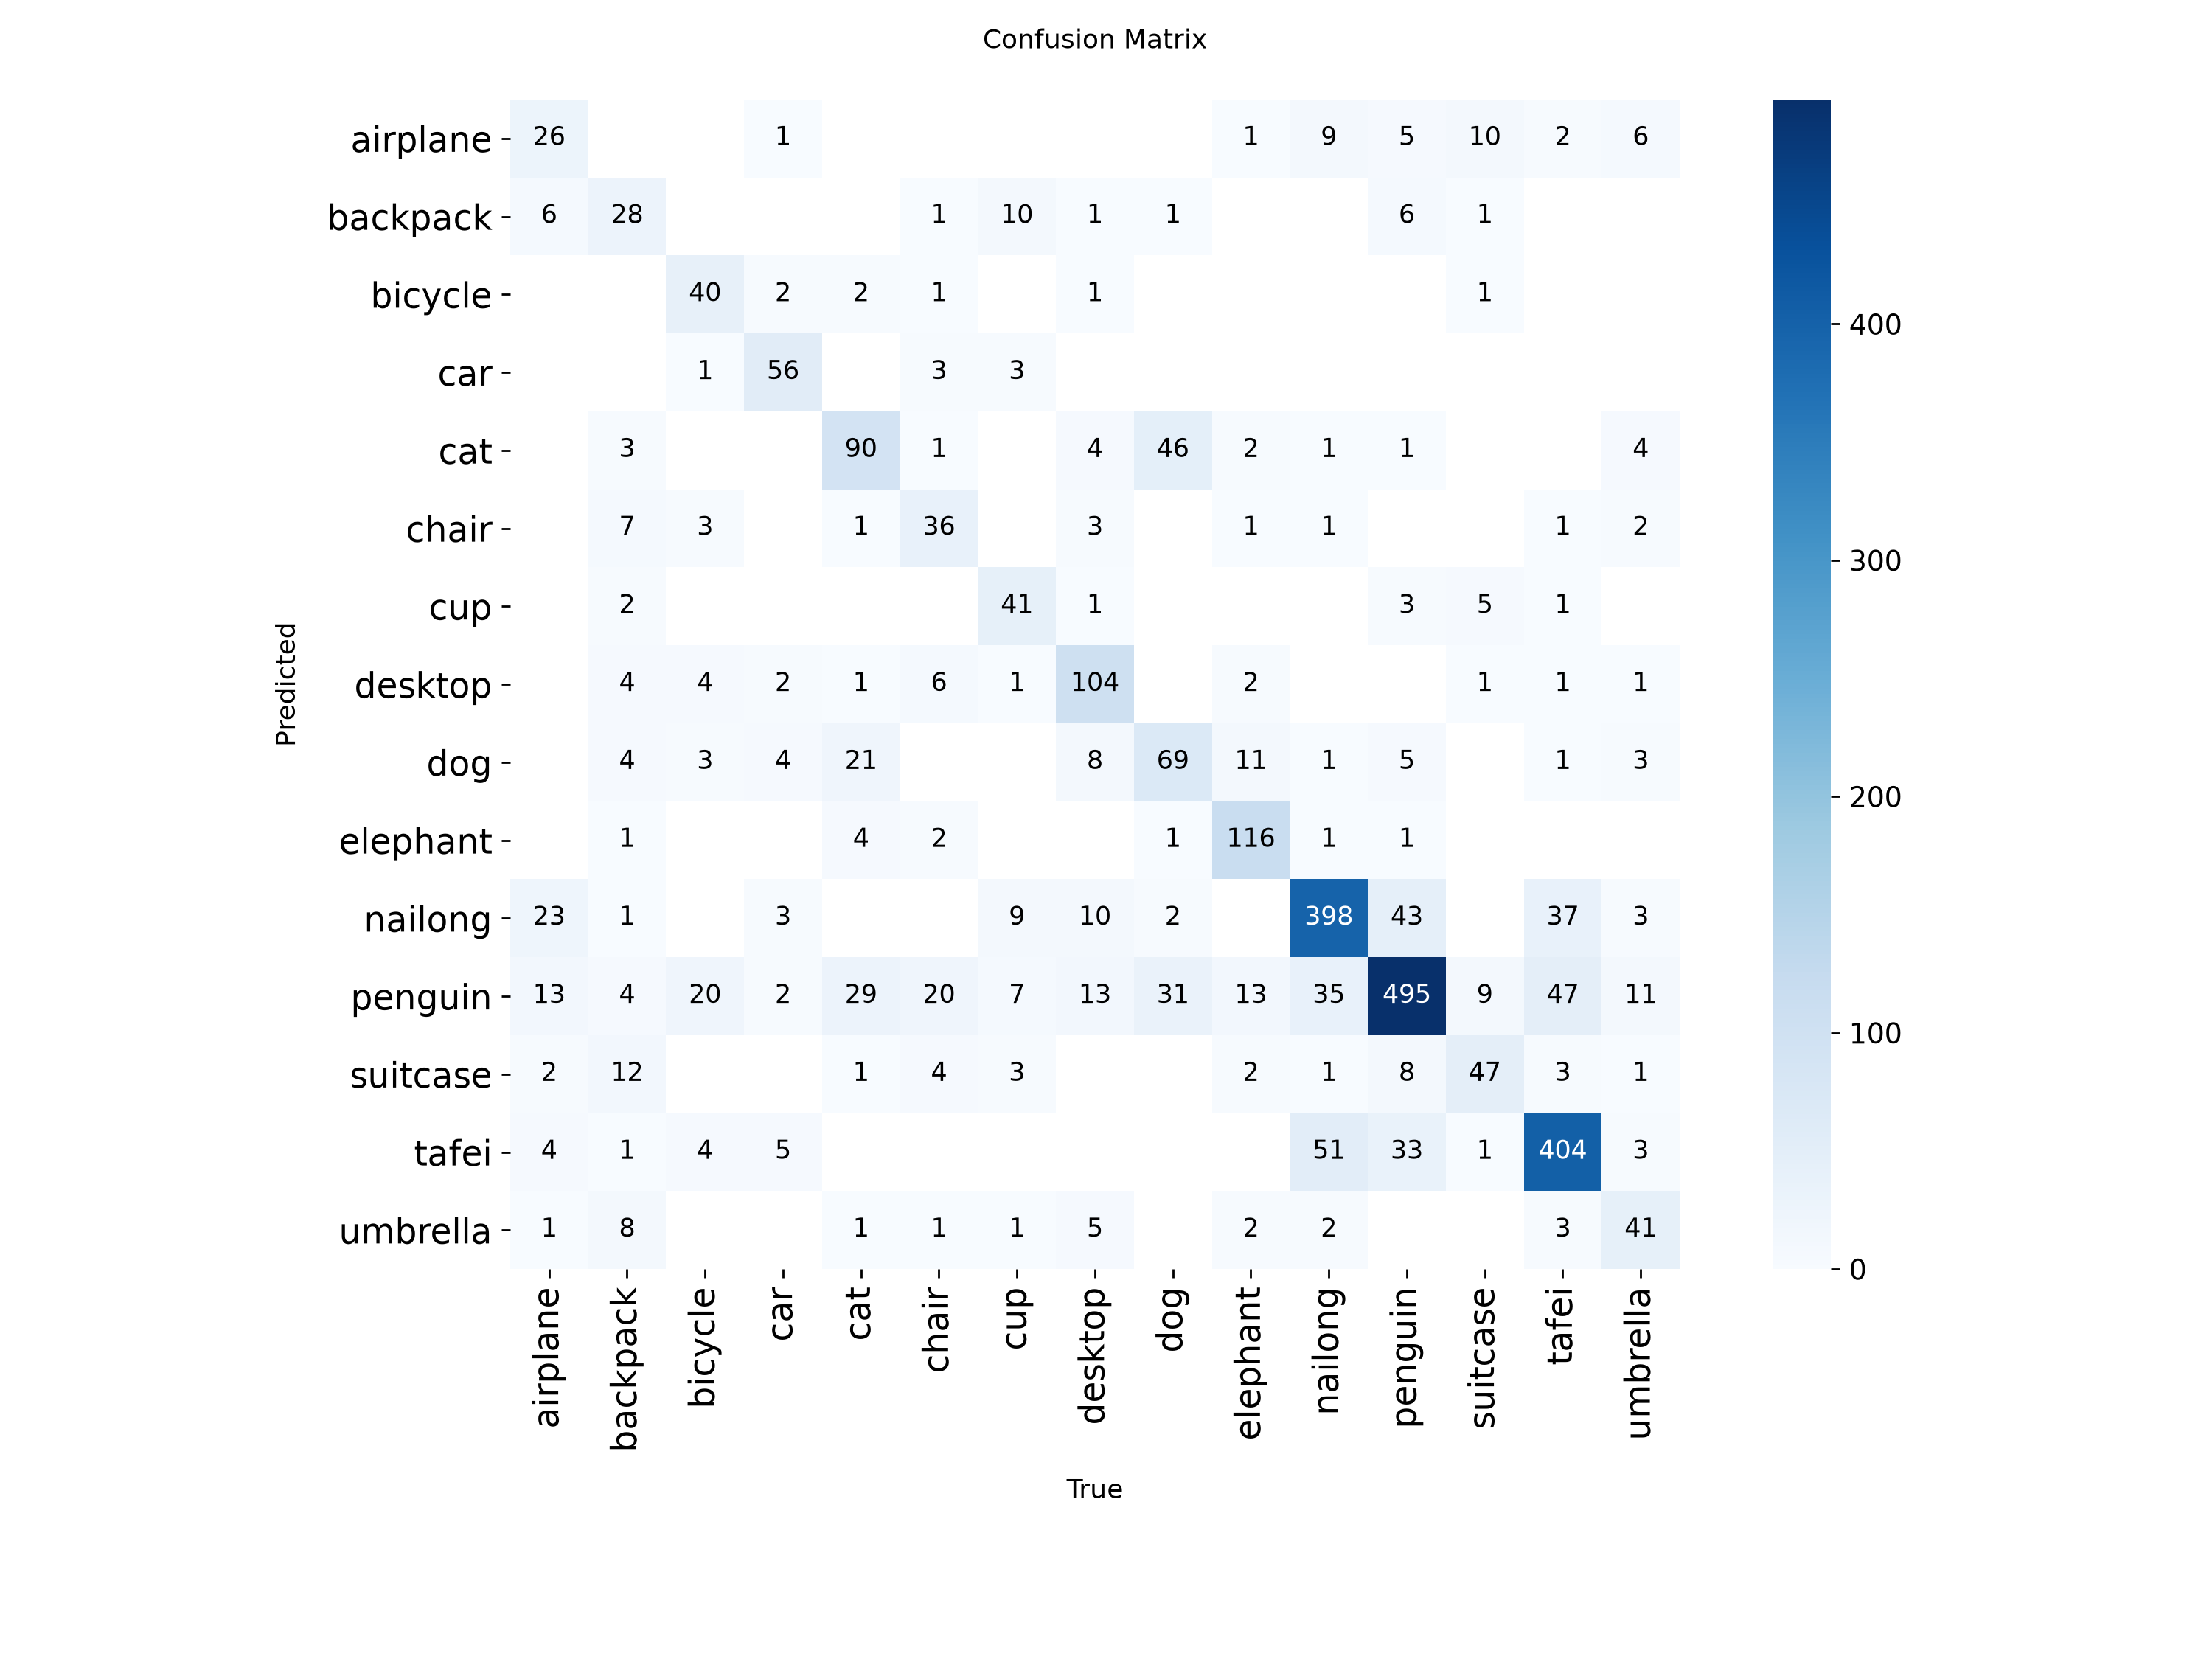 Confusion Matrix
airplane 26 1 1 9 5 10 2 6
backpack 6 28 1 10 1 1 6 1
bicycle 40 2 2 1 1 1
car 1 56 3 3
cat 3 90 1 4 46 2 1 1 4
chair 7 3 1 36 3 1 1 1 2
cup 2 41 1 3 5 1
desktop 4 4 2 1 6 1 104 2 1 1 1
dog 4 3 4 21 8 69 11 1 5 1 3
elephant 1 4 2 1 116 1 1
nailong 23 1 3 9 10 2 398 43 37 3
penguin 13 4 20 2 29 20 7 13 31 13 35 495 9 47 11
suitcase 2 12 1 4 3 2 1 8 47 3 1
tafei 4 1 4 5 51 33 1 404 3
umbrella 1 8 1 1 1 5 2 2 3 41
Predicted
airplane backpack bicycle car cat chair cup desktop dog elephant nailong penguin suitcase tafei umbrella
True
400
300
200
100
0